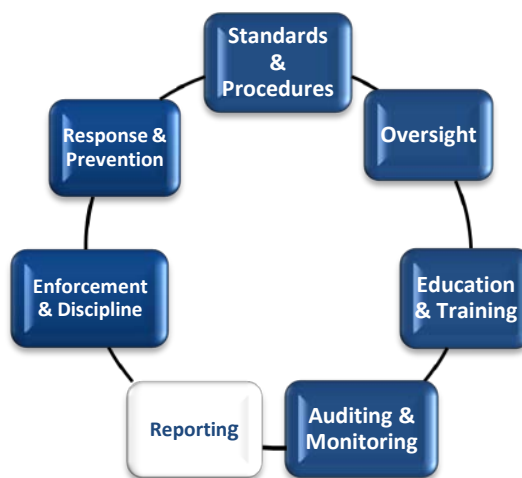 Standards
&
Procedures
Oversight
Education
& Training
Auditing &
Monitoring
Reporting
Enforcement
& Discipline
Response &
Prevention